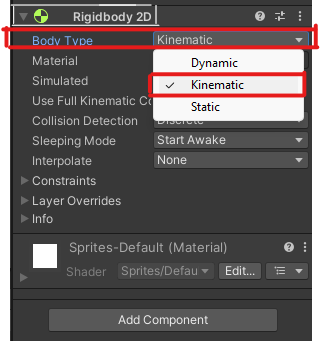 Rigidbody 2D
Body Type Kinematic
Material Dynamic
Simulated Kinematic
Use Full Kinematic Co Static
Collision Detection Discrete
Sleeping Mode Start Awake
Interpolate None
Constraints
Layer Overrides
Info
Sprites-Default (Material)
Shader Sprites/Defau Edit...
Add Component